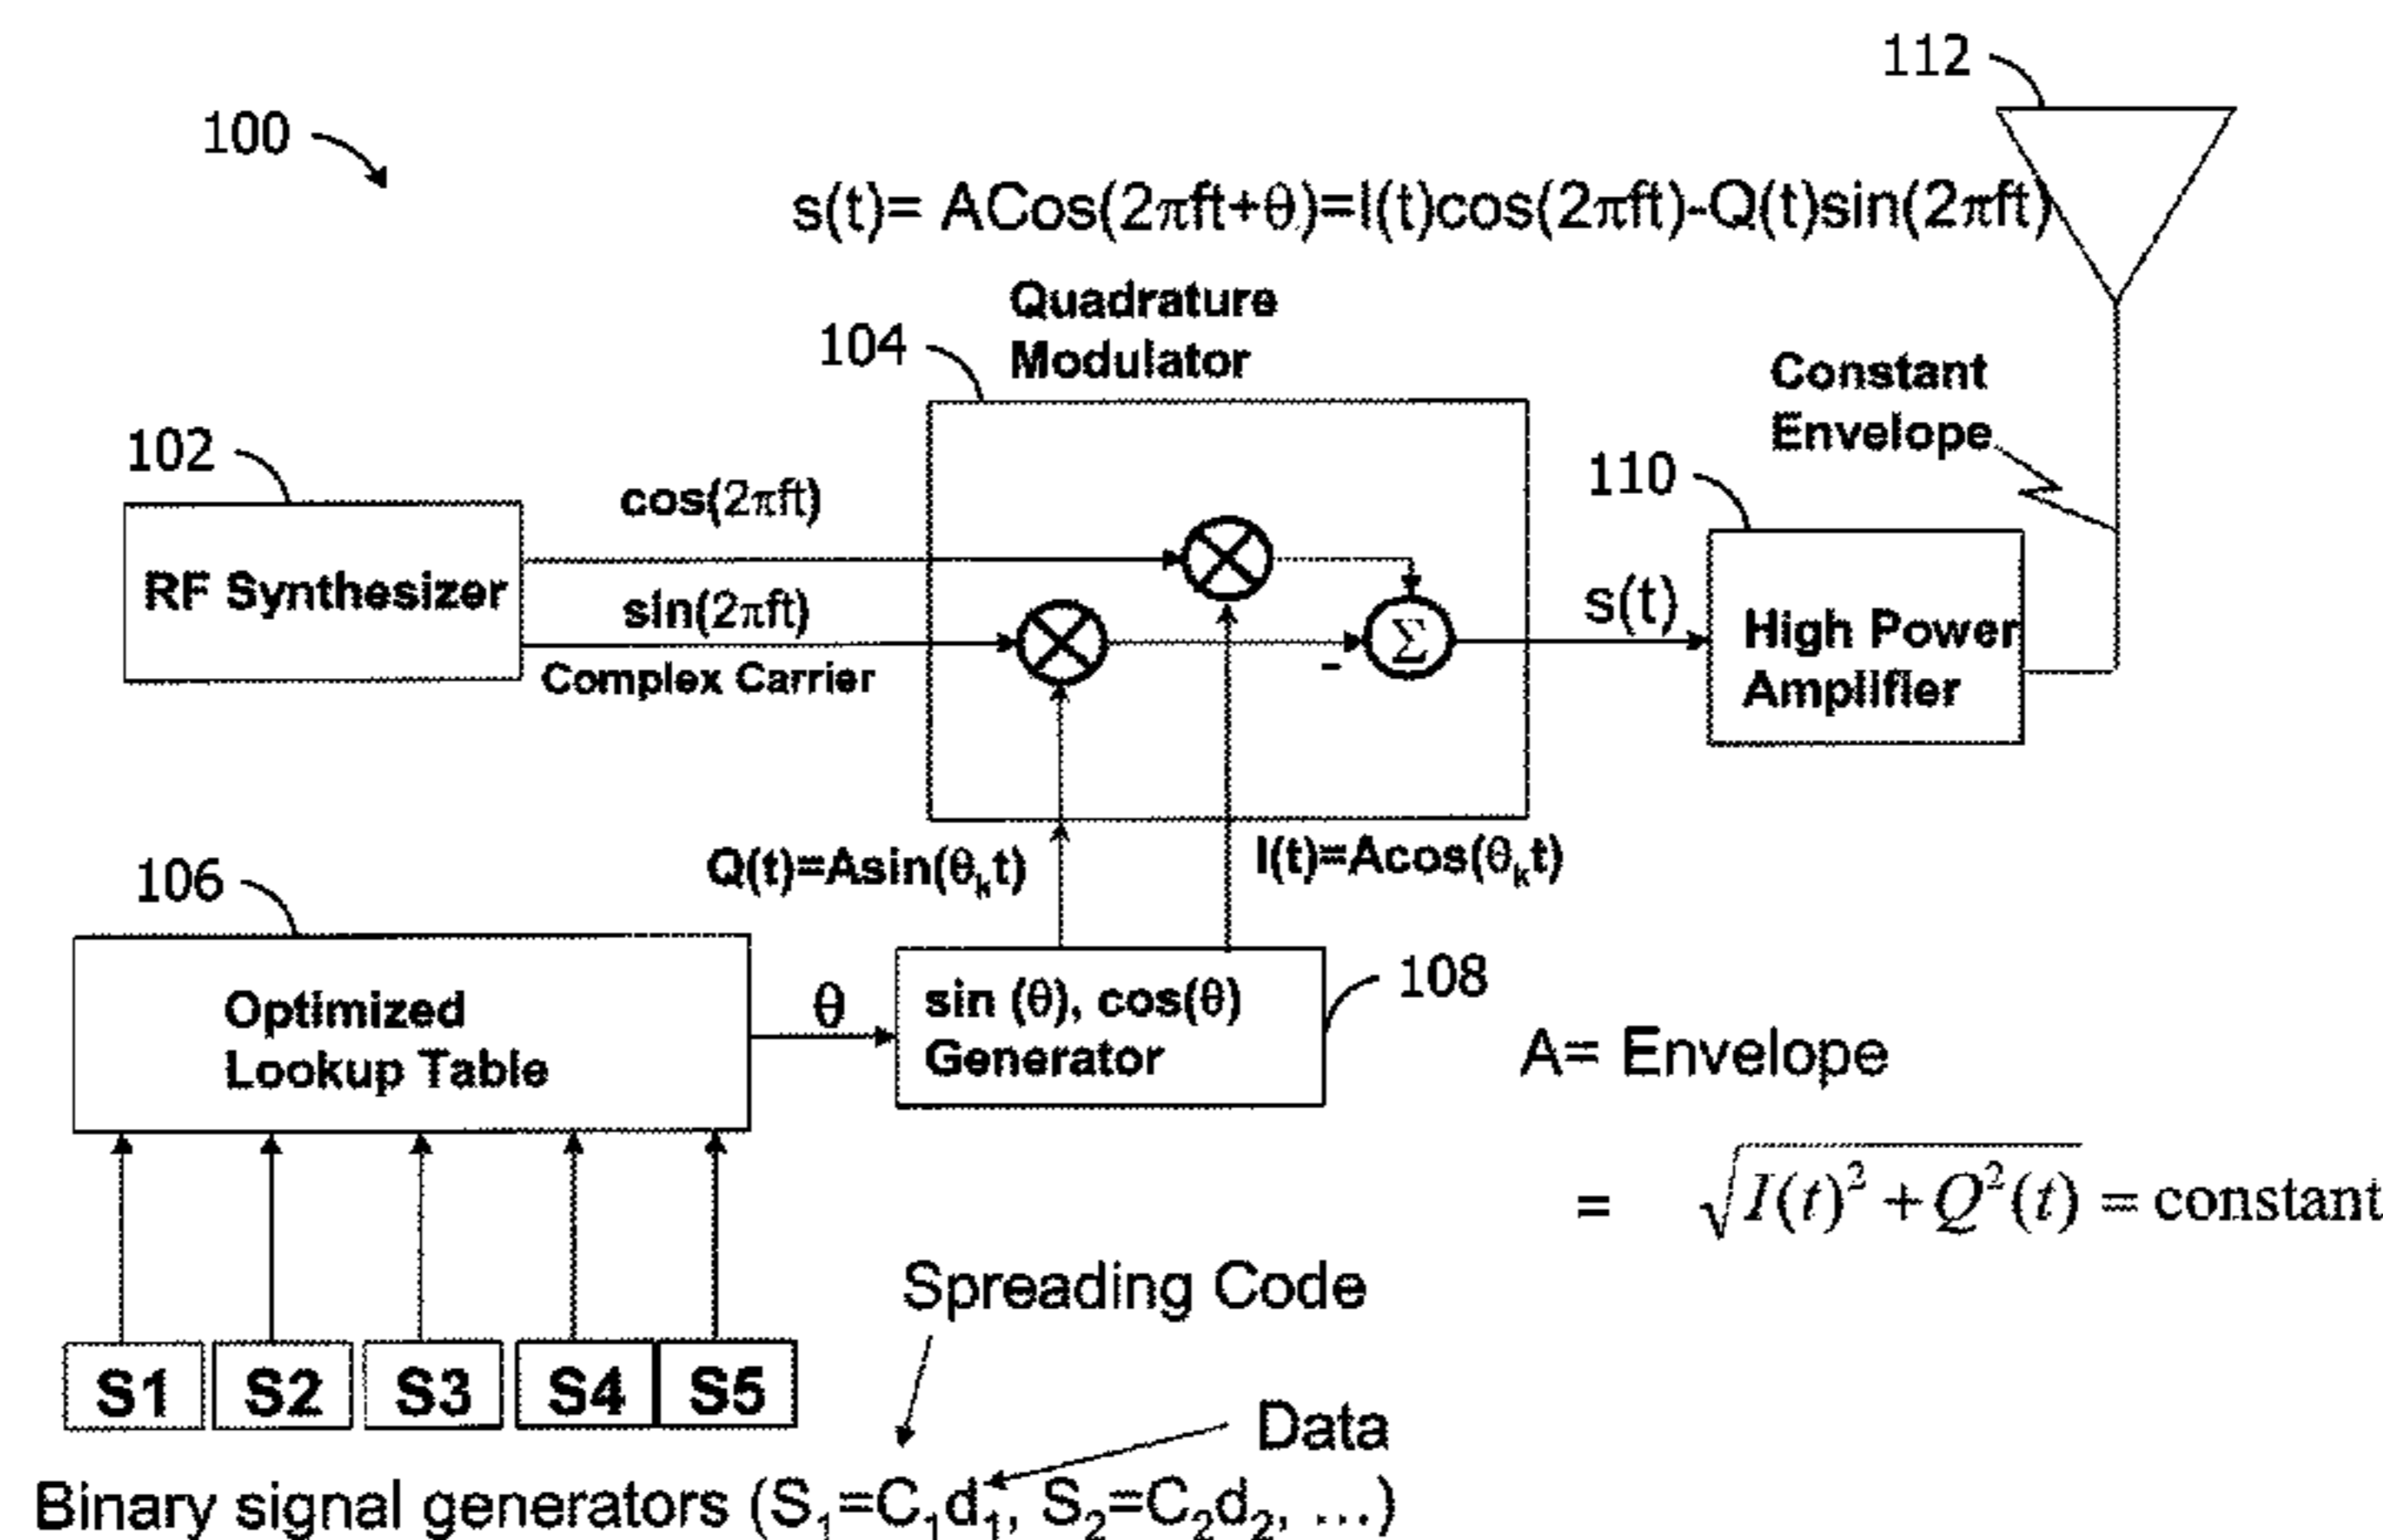 112
100
s(t)= ACos(2πft+θ)=I(t)cos(2πft)-Q(t)sin(2πft)
Quadrature
Modulator
104
Constant
Envelope
102
110
cos(2πft)
RF Synthesizer
sin(2πft)
Complex Carrier
Σ
-
s(t)
High Power
Amplifier
Q(t)=Asin(θₖt)
I(t)=Acos(θₖt)
106
108
Optimized
Lookup Table
θ
sin (θ), cos(θ)
Generator
A= Envelope
= √I(t)² + Q²(t) = constant
Spreading Code
S1 S2 S3 S4 S5
Data
Binary signal generators (S₁=C₁d₁, S₂=C₂d₂, ...)